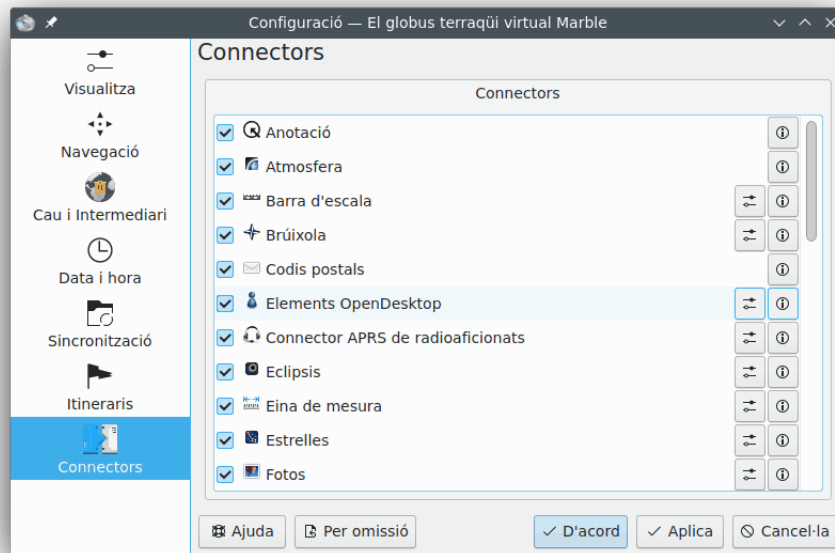 Configuració — El globus terraqüi virtual Marble
Visualitza
Navegació
Cau i Intermediari
Data i hora
Sincronització
Itineraris
Connectors
Connectors
Connectors
Anotació
Atmosfera
Barra d'escala
Brúixola
Codis postals
Elements OpenDesktop
Connector APRS de radioaficionats
Eclipsis
Eina de mesura
Estrelles
Fotos
Ajuda
Per omissió
D'acord
Aplica
Cancel·la